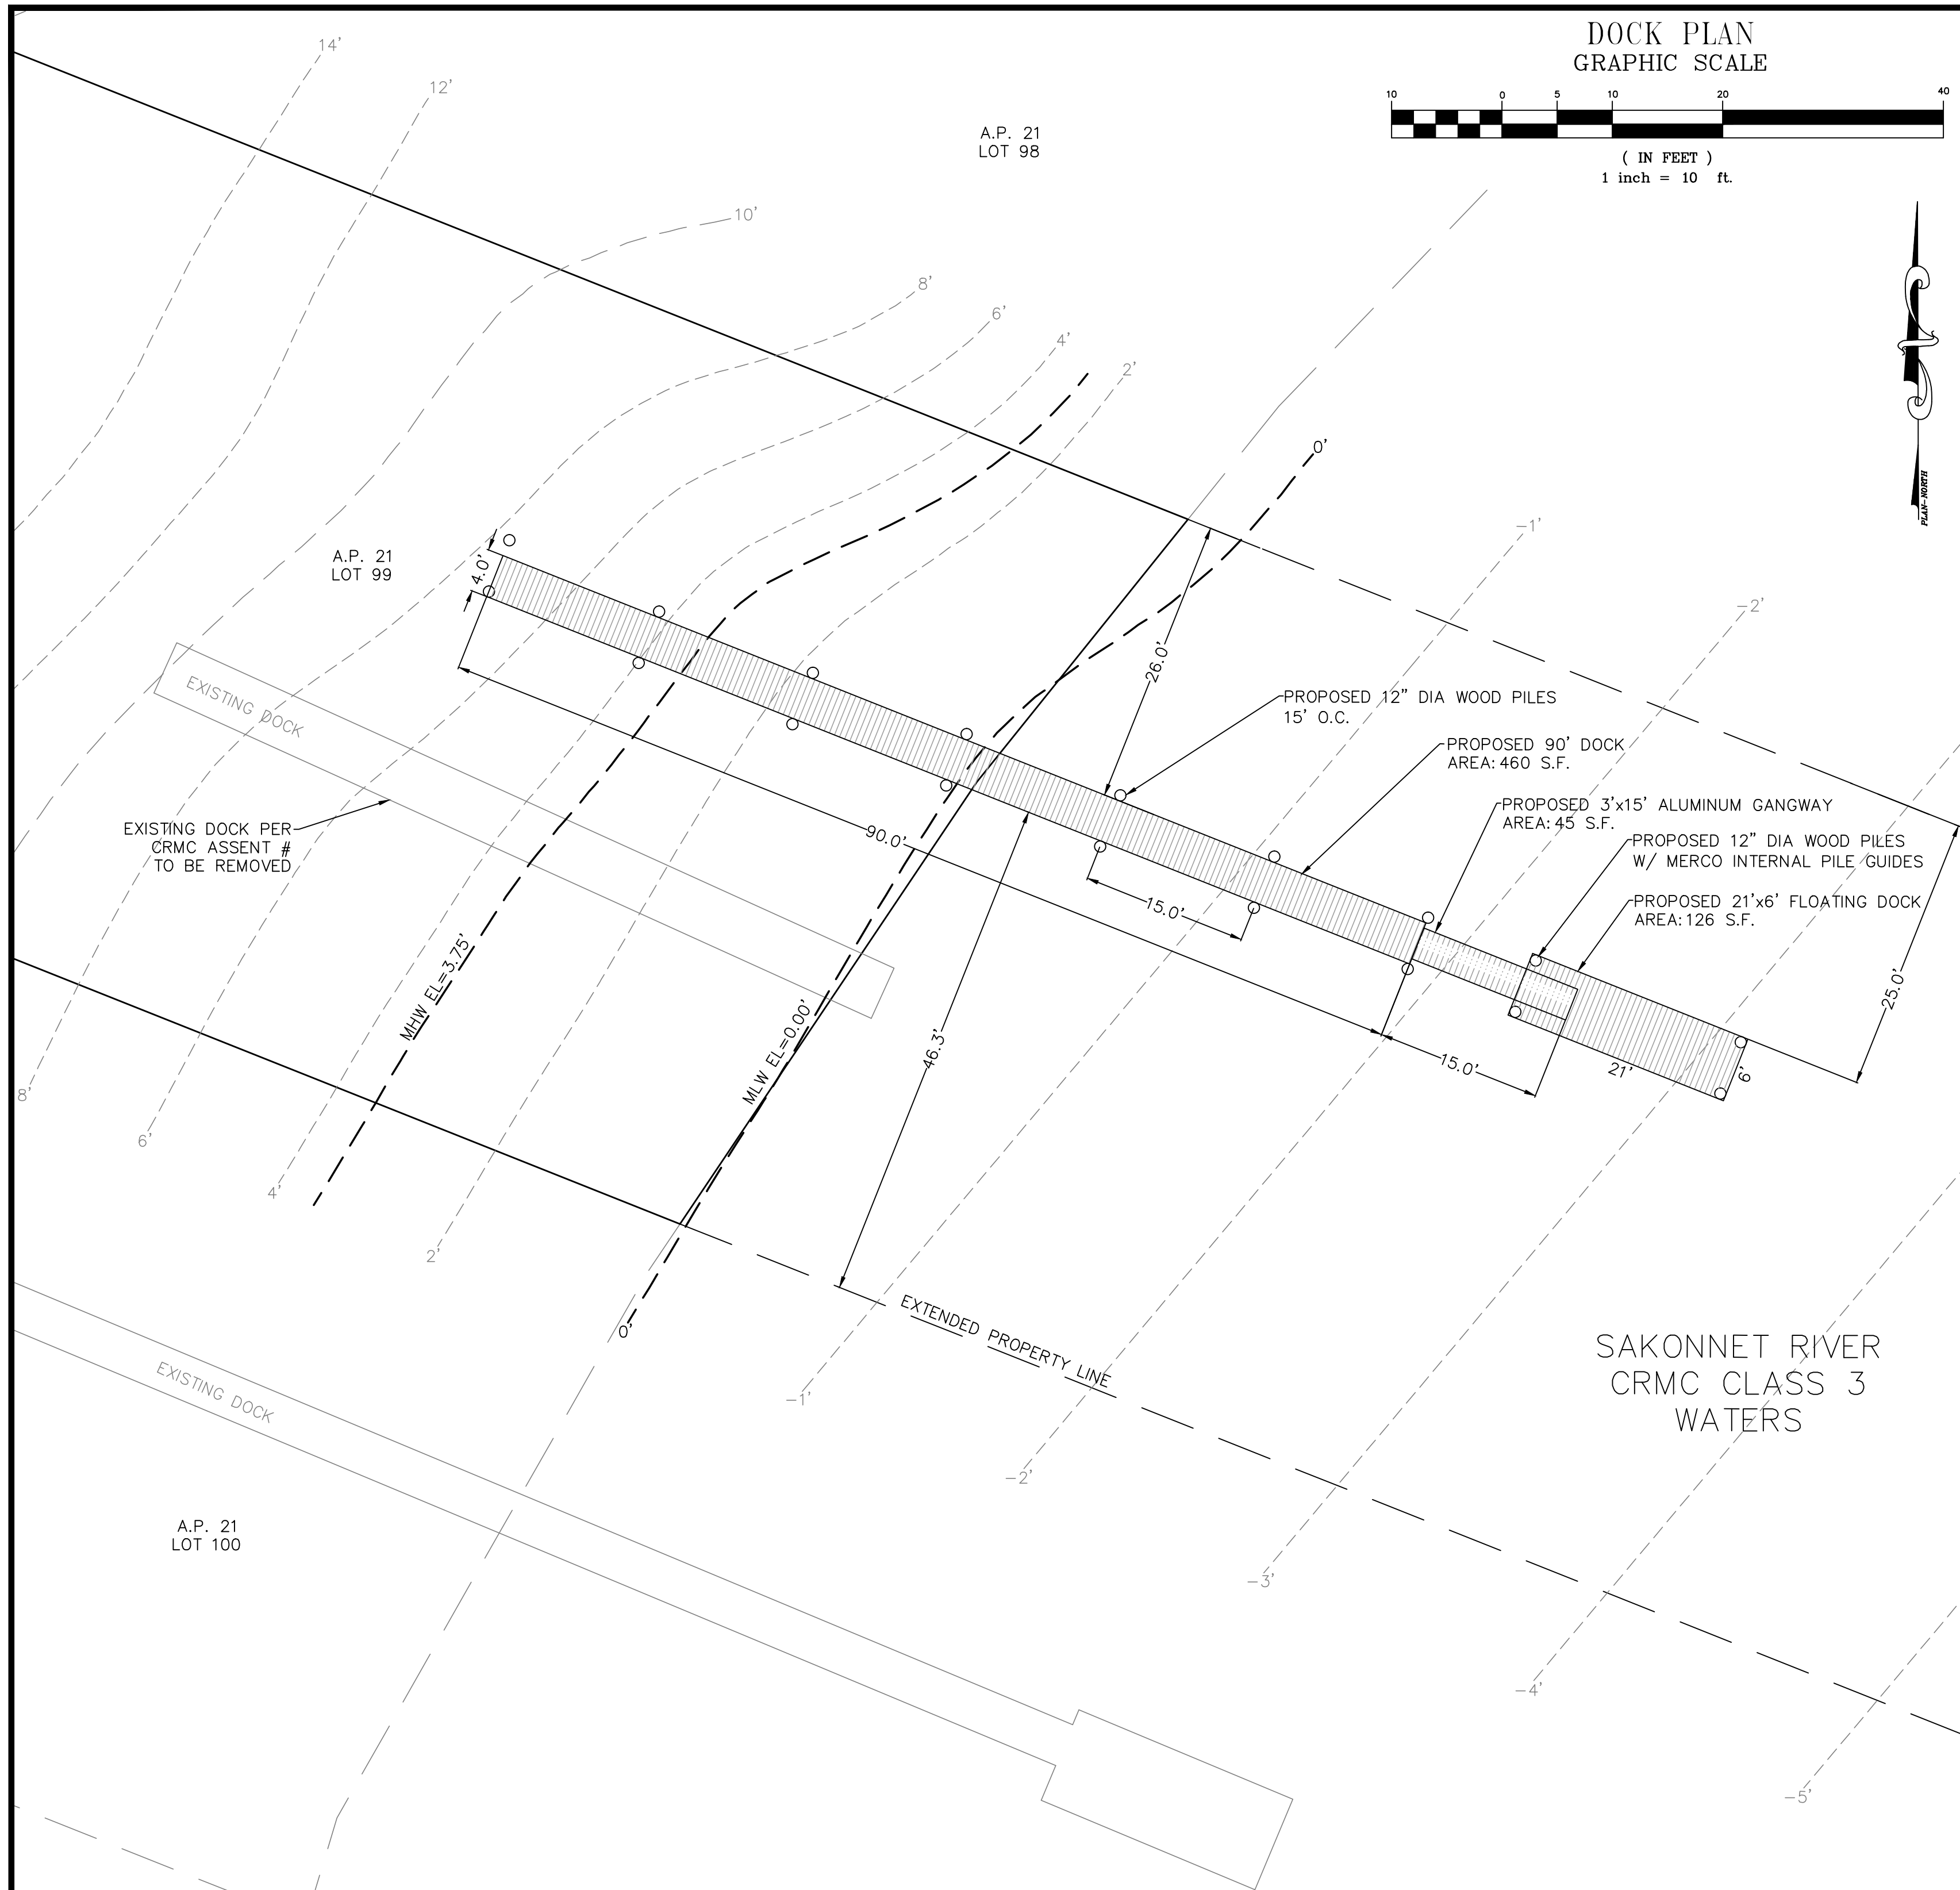 DOCK PLAN
GRAPHIC SCALE
10 0 5 10 20 40
( IN FEET )
1 inch = 10 ft.
PLAN-NORTH
14'
12'
10'
8'
6'
4'
2'
0'
-1'
-2'
A.P. 21
LOT 98
A.P. 21
LOT 99
4.0'
26.0'
EXISTING DOCK
EXISTING DOCK PER
CRMC ASSENT #
TO BE REMOVED
PROPOSED 12" DIA WOOD PILES
15' O.C.
PROPOSED 90' DOCK
AREA: 460 S.F.
PROPOSED 3'x15' ALUMINUM GANGWAY
AREA: 45 S.F.
PROPOSED 12" DIA WOOD PILES
W/ MERCO INTERNAL PILE GUIDES
PROPOSED 21'x6' FLOATING DOCK
AREA: 126 S.F.
90.0'
15.0'
15.0'
21'
6'
25.0'
46.3'
MHW EL=3.75'
MLW EL=0.00'
8'
6'
4'
2'
0'
EXTENDED PROPERTY LINE
SAKONNET RIVER
CRMC CLASS 3
WATERS
-1'
-2'
-3'
-4'
-5'
EXISTING DOCK
A.P. 21
LOT 100